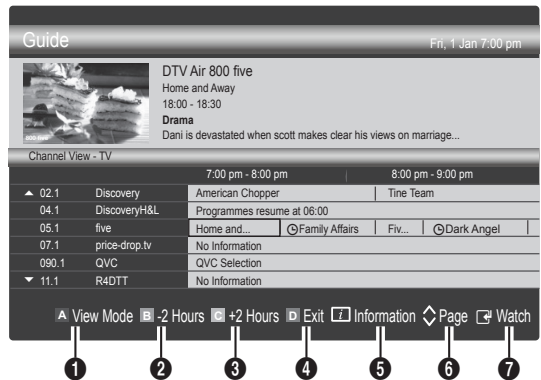 Guide
Fri, 1 Jan 7:00 pm
DTV Air 800 five
Home and Away
18:00 - 18:30
Drama
Dani is devastated when scott makes clear his views on marriage...
800 five
Channel View - TV
7:00 pm - 8:00 pm 8:00 pm - 9:00 pm
▲ 02.1 Discovery American Chopper Tine Team
04.1 DiscoveryH&L Programmes resume at 06:00
05.1 five Home and... Family Affairs Fiv... Dark Angel
07.1 price-drop.tv No Information
090.1 QVC QVC Selection
▼ 11.1 R4DTT No Information
A View Mode B -2 Hours C +2 Hours D Exit i Information Page Watch
1 2 3 4 5 6 7